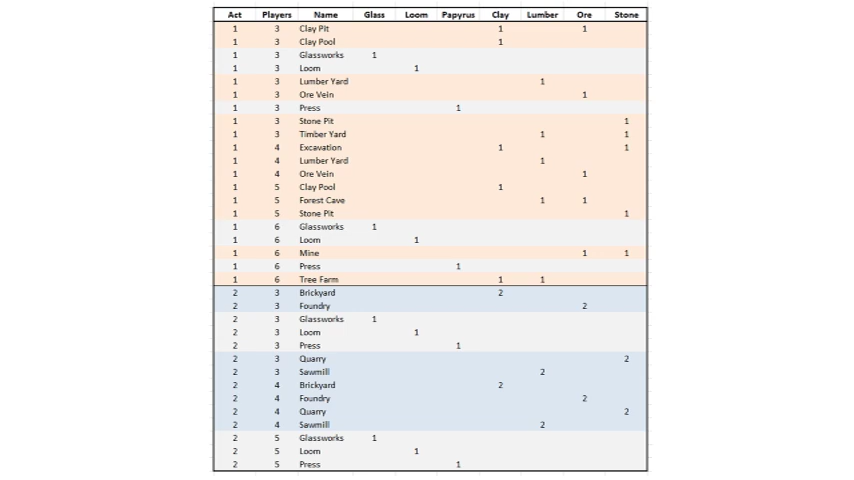 Act Players Name Glass Loom Papyrus Clay Lumber Ore Stone
1 3 Clay Pit 1 1
1 3 Clay Pool 1
1 3 Glassworks 1
1 3 Loom 1
1 3 Lumber Yard 1
1 3 Ore Vein 1
1 3 Press 1
1 3 Stone Pit 1
1 3 Timber Yard 1 1
1 4 Excavation 1 1
1 4 Lumber Yard 1
1 4 Ore Vein 1
1 5 Clay Pool 1
1 5 Forest Cave 1 1
1 5 Stone Pit 1
1 6 Glassworks 1
1 6 Loom 1
1 6 Mine 1 1
1 6 Press 1
1 6 Tree Farm 1 1
2 3 Brickyard 2
2 3 Foundry 2
2 3 Glassworks 1
2 3 Loom 1
2 3 Press 1
2 3 Quarry 2
2 3 Sawmill 2
2 4 Brickyard 2
2 4 Foundry 2
2 4 Quarry 2
2 4 Sawmill 2
2 5 Glassworks 1
2 5 Loom 1
2 5 Press 1